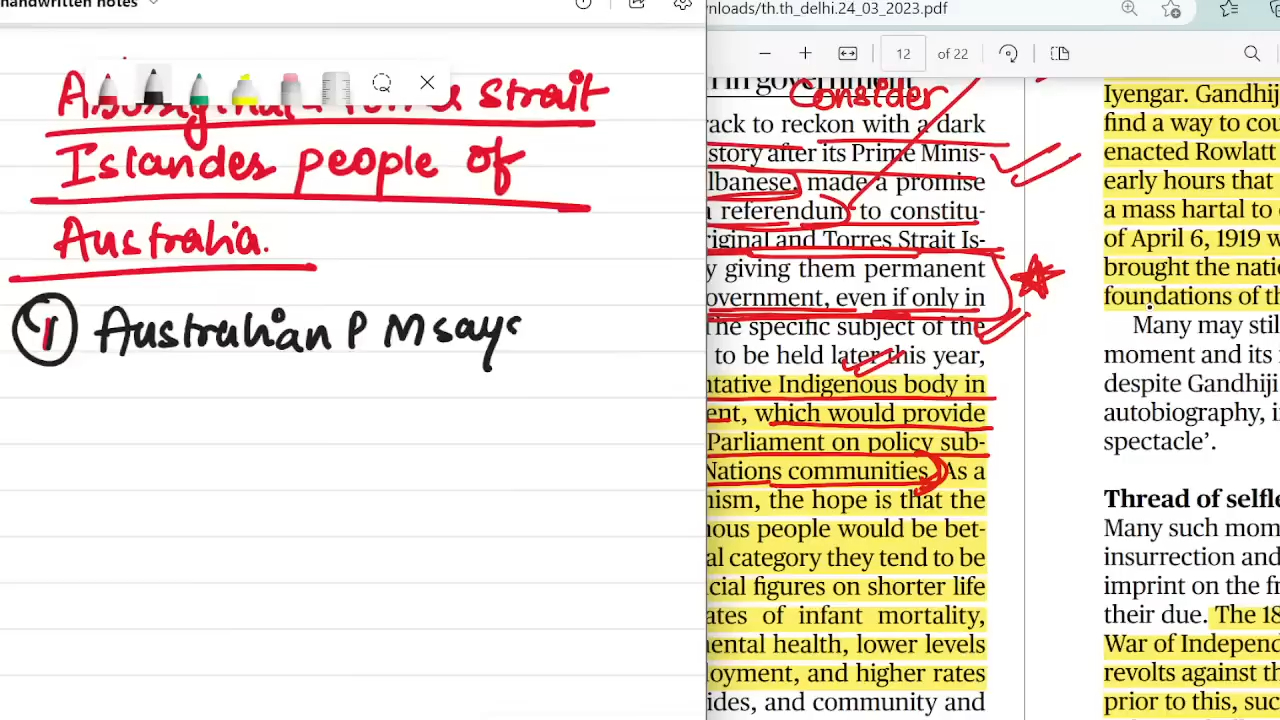 handwritten notes
Strait
Islandes people of
Australia.
1 Australian P M says
wnloads/th.th_delhi.24_03_2023.pdf
12 of 22
n in government
Consider
rack to reckon with a dark
story after its Prime Minis-
lbanese, made a promise
a referendum to constitu-
riginal and Torres Strait Is-
y giving them permanent
overnment, even if only in
The specific subject of the
to be held later this year,
ntative Indigenous body in
ent, which would provide
Parliament on policy sub-
Nations communities. As a
nism, the hope is that the
nous people would be bet-
al category they tend to be
cial figures on shorter life
ates of infant mortality,
mental health, lower levels
loyment, and higher rates
ides, and community and
Iyengar. Gandhiji
find a way to cou
enacted Rowlatt
early hours that
a mass hartal to
of April 6, 1919 w
brought the natio
foundations of th
Many may stil
moment and its
despite Gandhiji
autobiography, i
spectacle'.
Thread of selfle
Many such mom
insurrection and
imprint on the fr
their due. The 18
War of Independ
revolts against th
prior to this, suc